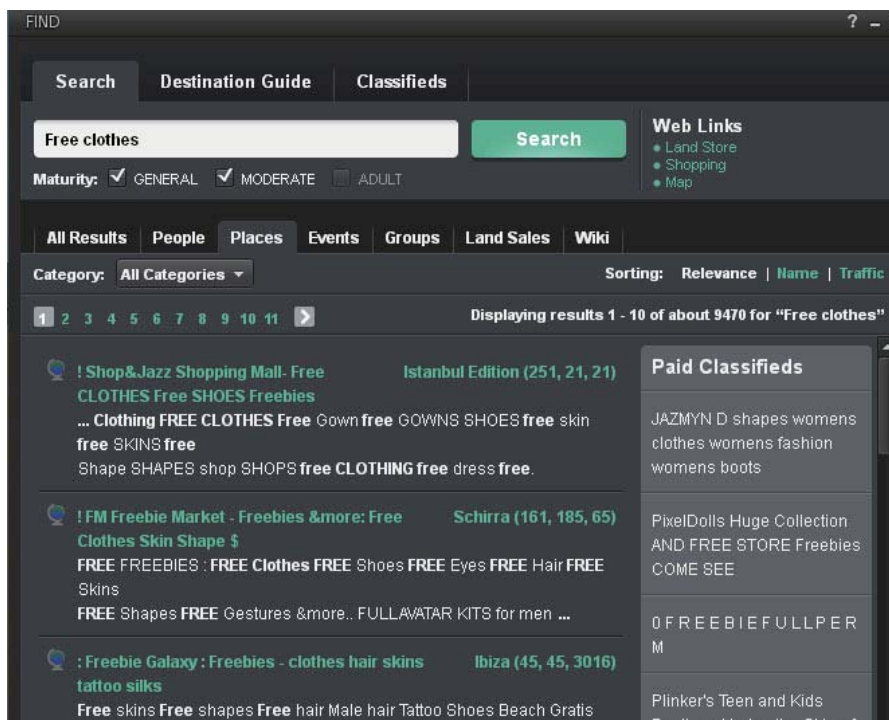 FIND
? –
Search Destination Guide Classifieds
Free clothes
Search
Web Links
Land Store
Shopping
Map
Maturity: GENERAL MODERATE ADULT
All Results People Places Events Groups Land Sales Wiki
Category: All Categories
Sorting: Relevance | Name | Traffic
1 2 3 4 5 6 7 8 9 10 11 >
Displaying results 1 - 10 of about 9470 for “Free clothes”
! Shop&Jazz Shopping Mall- Free
CLOTHES Free SHOES Freebies
Istanbul Edition (251, 21, 21)
... Clothing FREE CLOTHES Free Gown free GOWNS SHOES free skin
free SKINS free
Shape SHAPES shop SHOPS free CLOTHING free dress free.
! FM Freebie Market - Freebies &more: Free
Clothes Skin Shape $
Schirra (161, 185, 65)
FREE FREEBIES : FREE Clothes FREE Shoes FREE Eyes FREE Hair FREE
Skins
FREE Shapes FREE Gestures &more.. FULLAVATAR KITS for men ...
: Freebie Galaxy : Freebies - clothes hair skins
tattoo silks
Ibiza (45, 45, 3016)
Free skins Free shapes Free hair Male hair Tattoo Shoes Beach Gratis
Paid Classifieds
JAZMYN D shapes womens
clothes womens fashion
womens boots
PixelDolls Huge Collection
AND FREE STORE Freebies
COME SEE
0 F R E E B I E F U L L P E R
M
Plinker's Teen and Kids